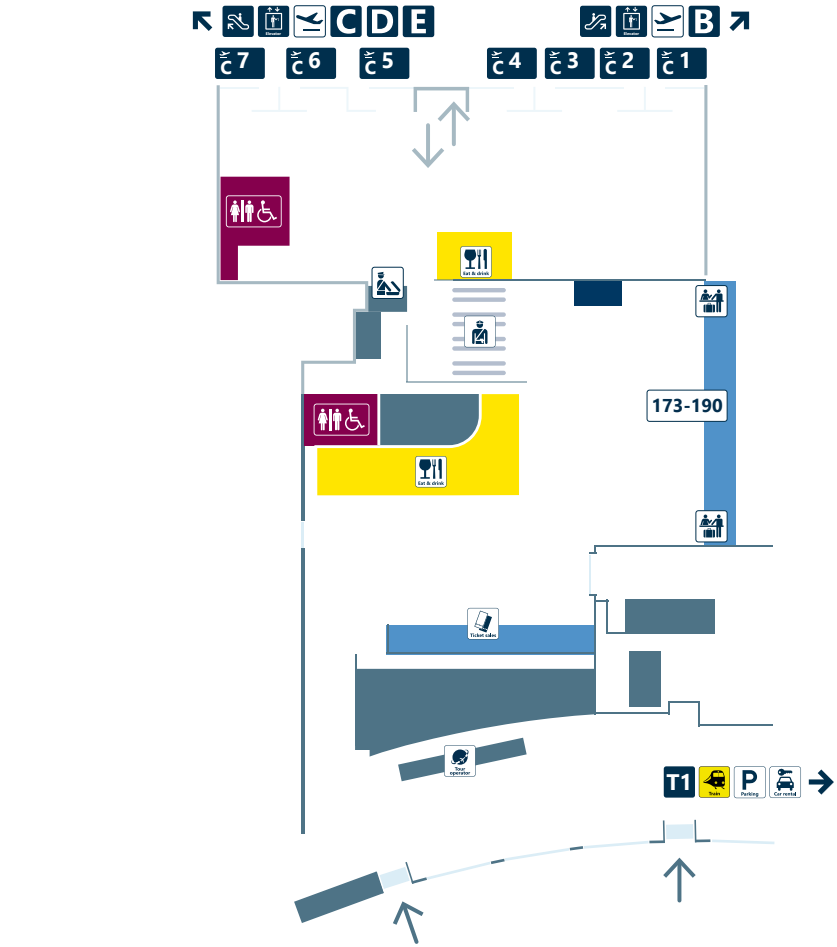 Elevator C D E
Elevator B
C 7 C 6 C 5 C 4 C 3 C 2 C 1
Eat & drink
173-190
Eat & drink
Ticket sales
Tour
operator
T1 Train P Parking Car rental